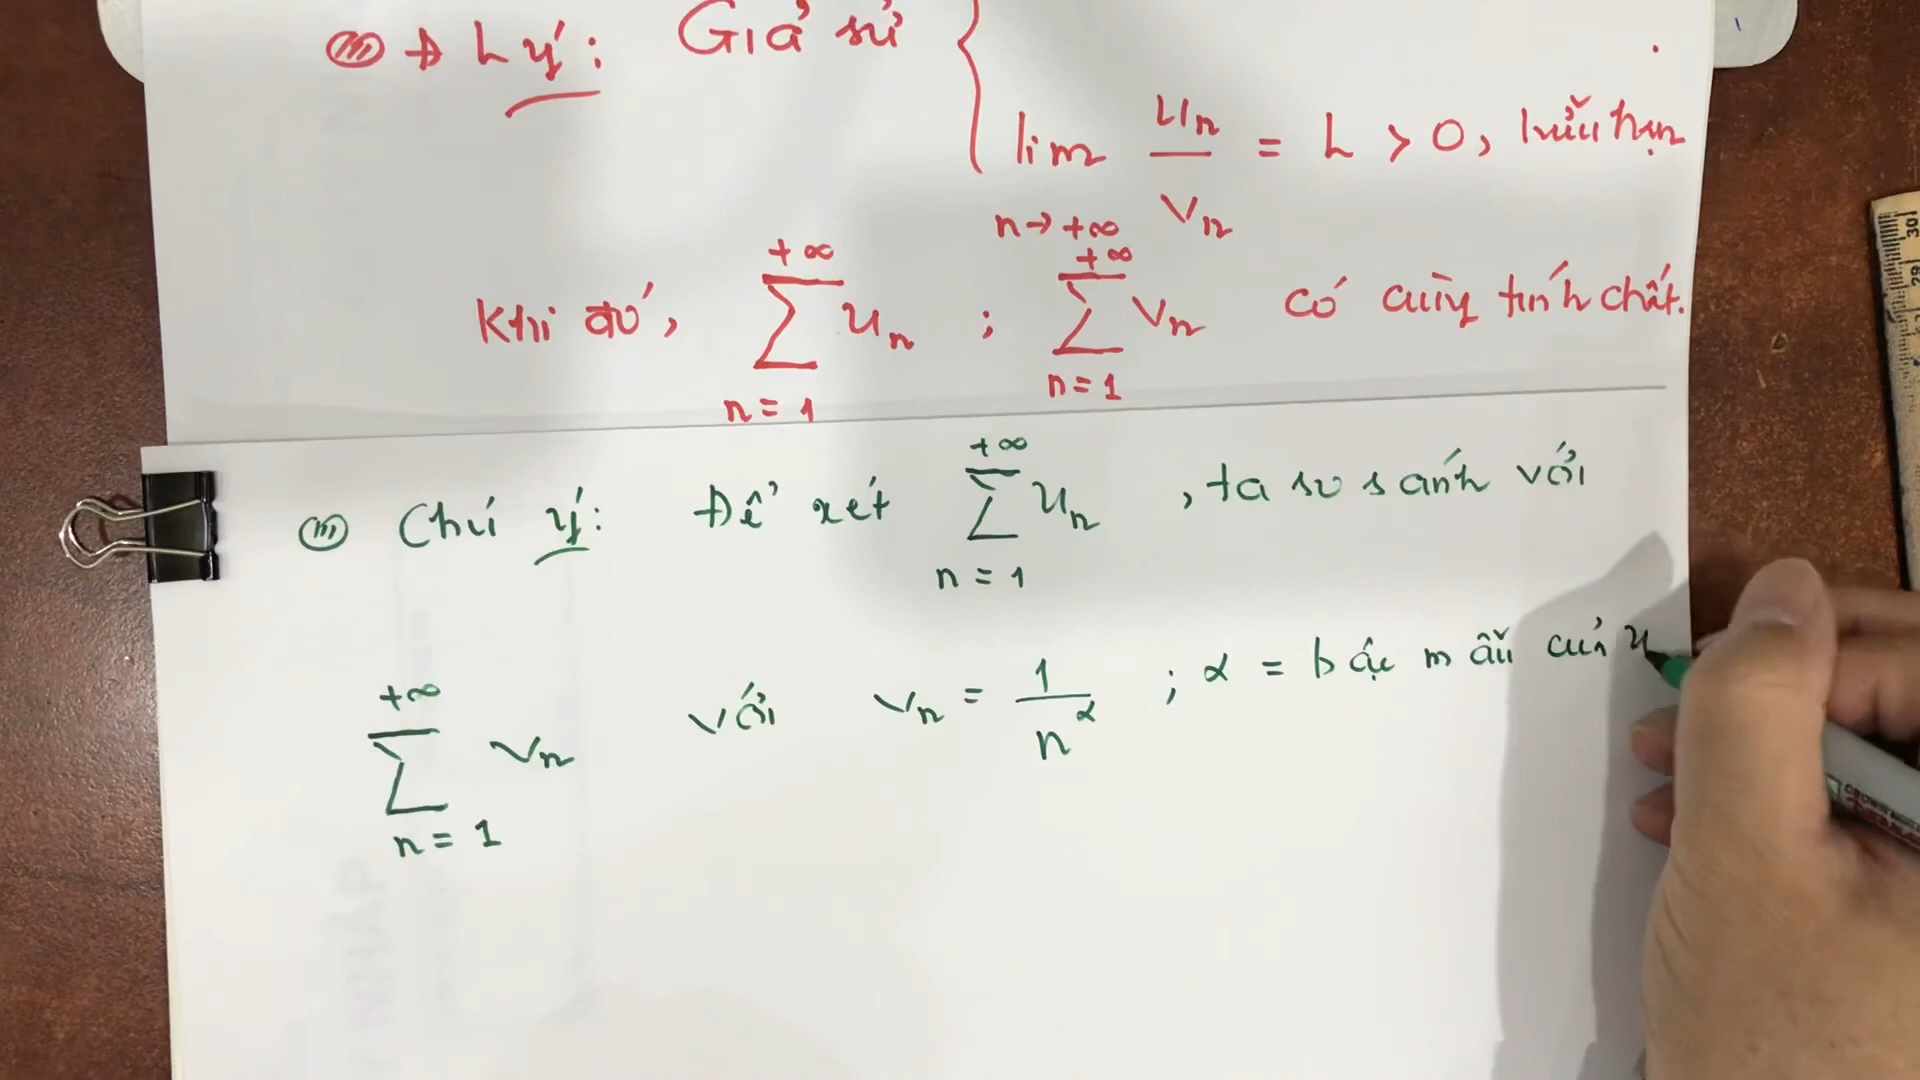 Đ Lý: Giả sử {
lim n→+∞ un/vn = L > 0, hữu hạn
Khi đó, +∞ ∑ n=1 un ; +∞ ∑ n=1 vn có cùng tính chất.
Chú ý: Để xét +∞ ∑ n=1 un , ta so sánh với
+∞ ∑ n=1 vn với vn = 1/n^α ; α = bậc mẫu của u